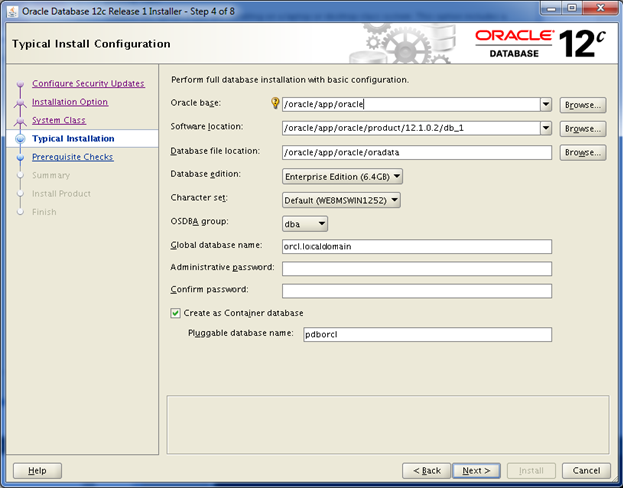 Oracle Database 12c Release 1 Installer - Step 4 of 8
Typical Install Configuration
ORACLE 12c
DATABASE
Configure Security Updates
Installation Option
System Class
Typical Installation
Prerequisite Checks
Summary
Install Product
Finish
Perform full database installation with basic configuration.
Oracle base: /oracle/app/oracle Browse...
Software location: /oracle/app/oracle/product/12.1.0.2/db_1 Browse...
Database file location: /oracle/app/oracle/oradata Browse...
Database edition: Enterprise Edition (6.4GB)
Character set: Default (WE8MSWIN1252)
OSDBA group: dba
Global database name: orcl.localdomain
Administrative password:
Confirm password:
Create as Container database
Pluggable database name: pdborcl
Help < Back Next > Install Cancel